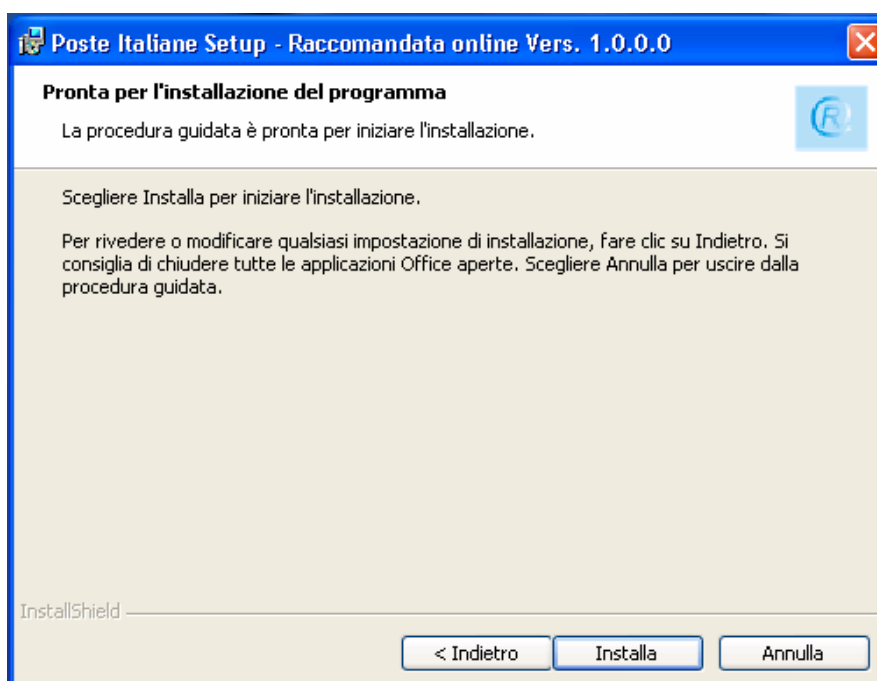 Poste Italiane Setup - Raccomandata online Vers. 1.0.0.0
Pronta per l'installazione del programma
La procedura guidata è pronta per iniziare l'installazione.
R
Scegliere Installa per iniziare l'installazione.
Per rivedere o modificare qualsiasi impostazione di installazione, fare clic su Indietro. Si
consiglia di chiudere tutte le applicazioni Office aperte. Scegliere Annulla per uscire dalla
procedura guidata.
InstallShield
< Indietro
Installa
Annulla